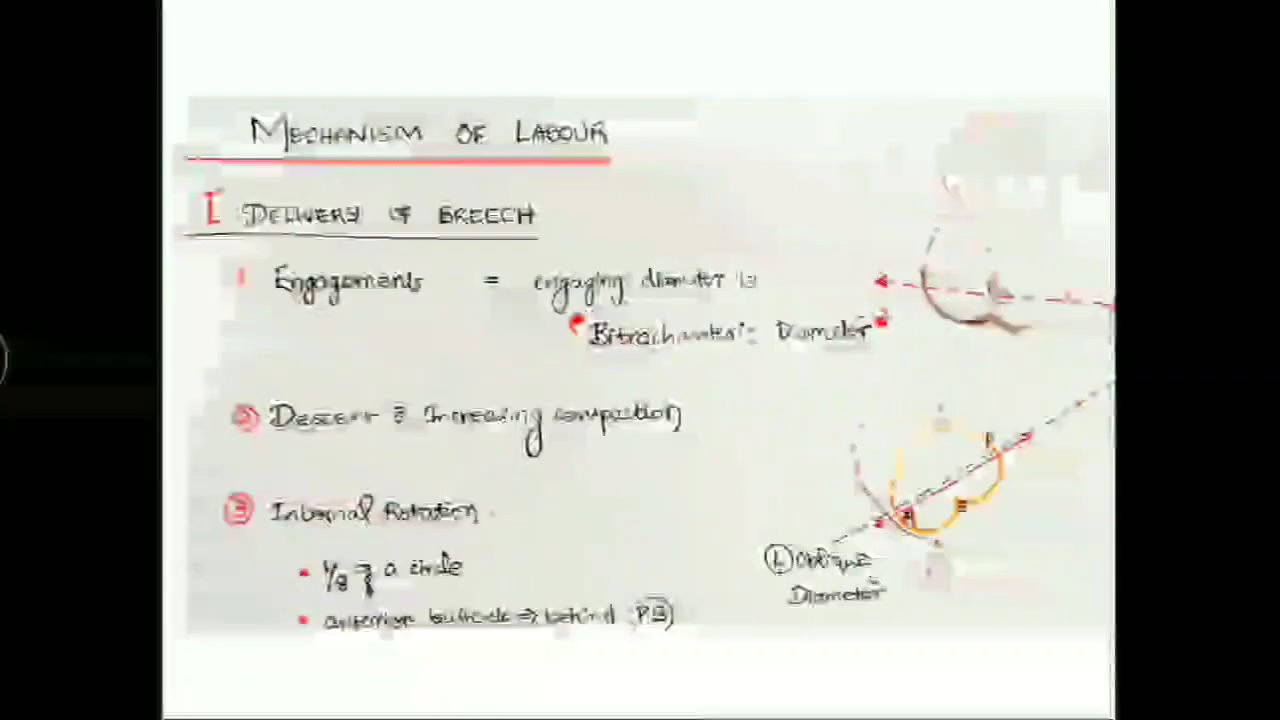 MECHANISM OF LABOUR
I DELIVERY OF BREECH
1 Engagements = engaging diameter is
Bitrochanteric Diameter
2 Descent c̄ Increasing compaction
3 Internal Rotation
1/8 of a circle
anterior buttock ⇒ behind (PS)
(L) oblique
Diameter